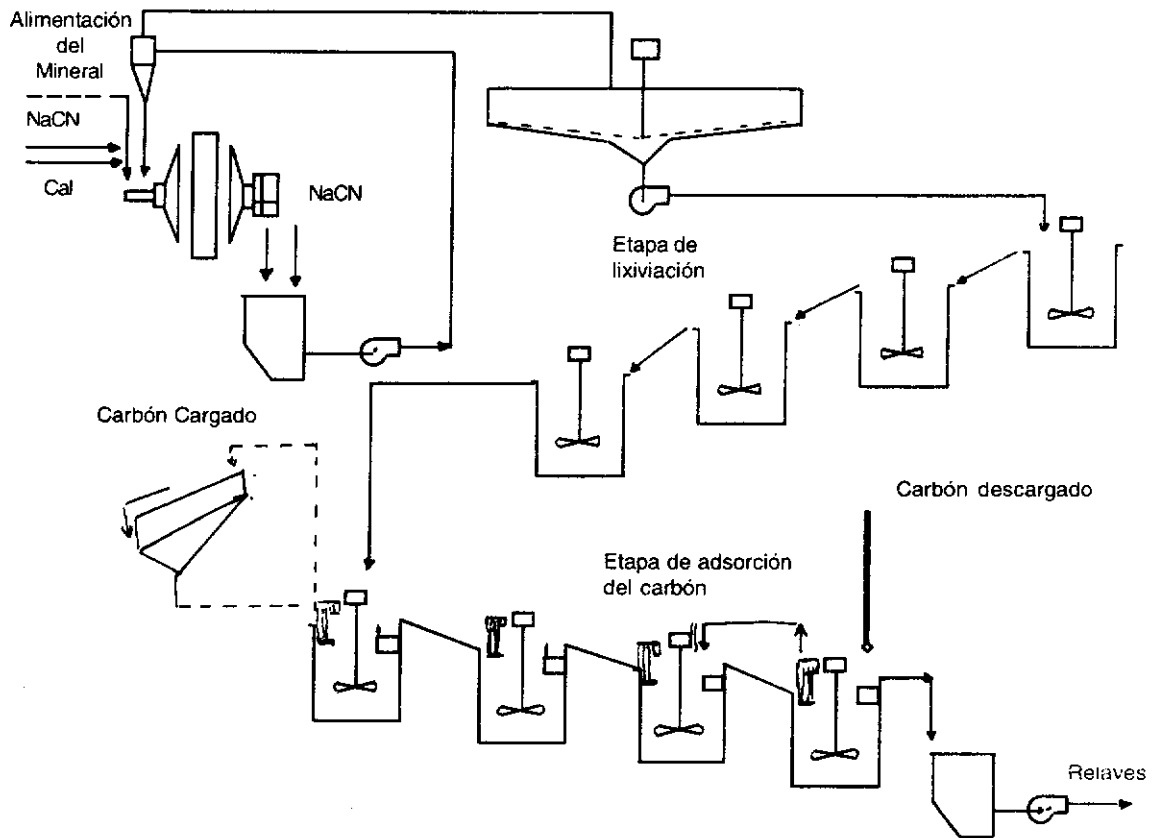 Alimentación
del
Mineral
NaCN
Cal
NaCN
Etapa de
lixiviación
Carbón Cargado
Carbón descargado
Etapa de adsorción
del carbón
Relaves